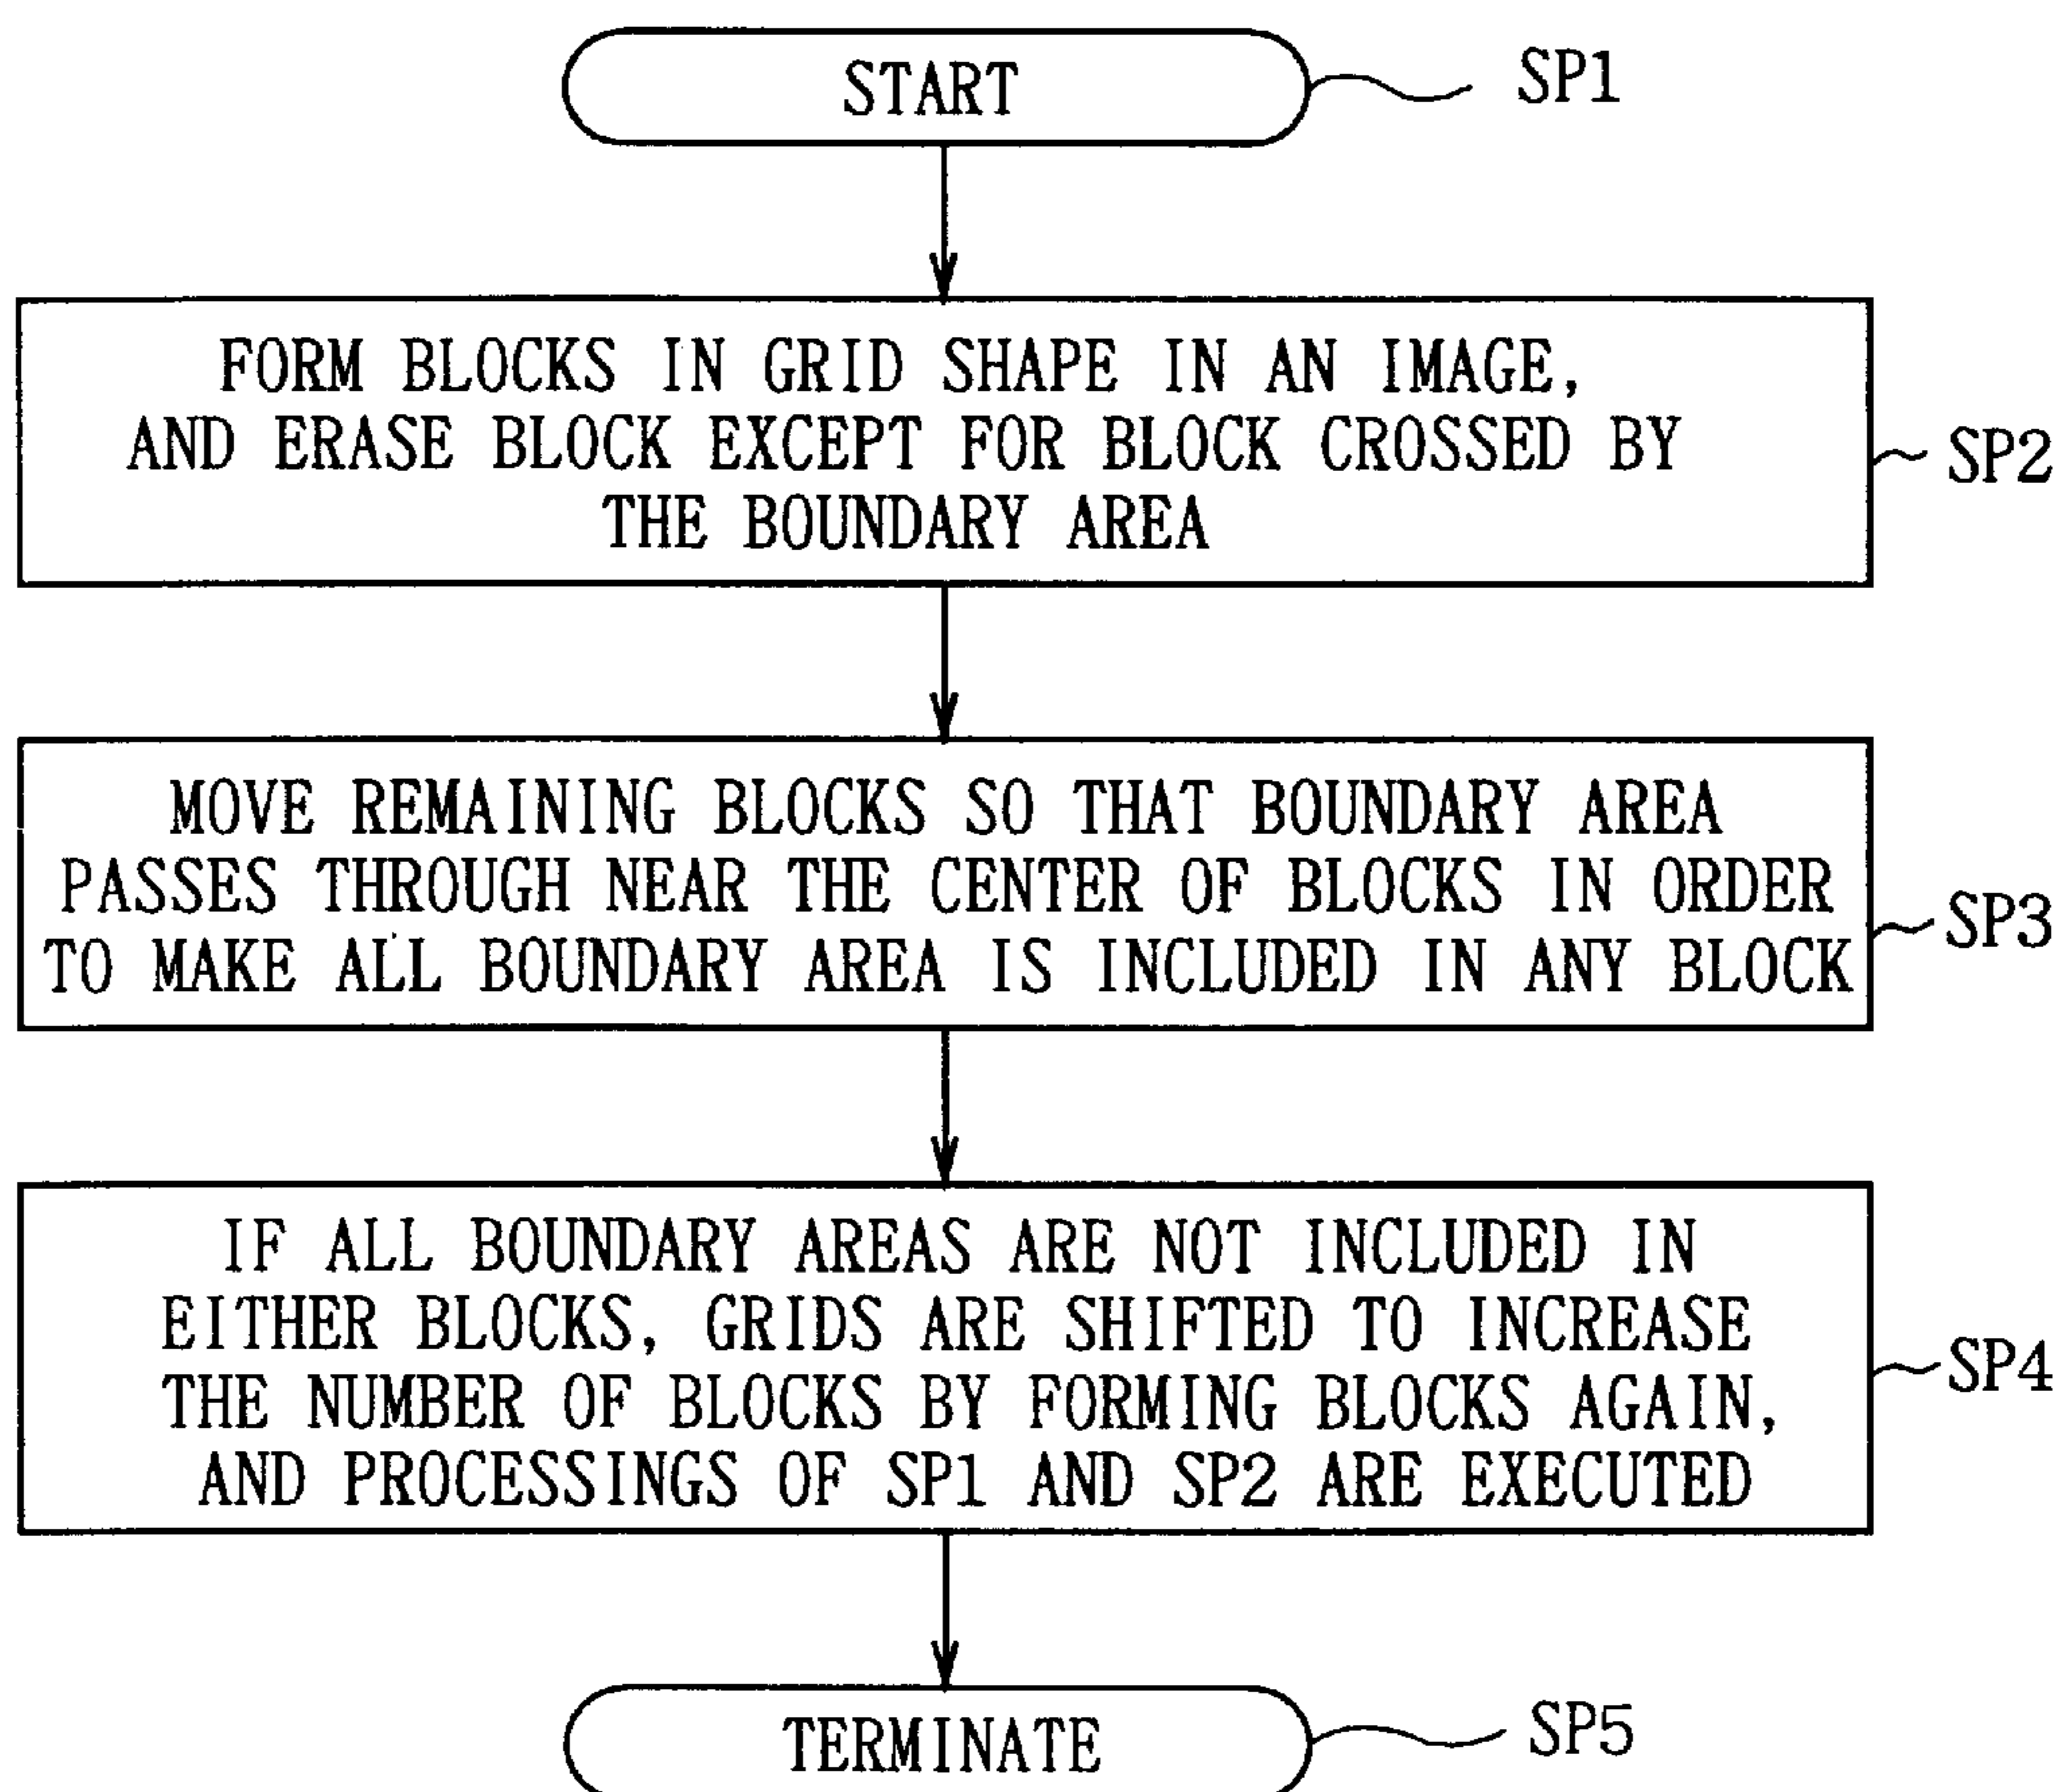 START
SP1
FORM BLOCKS IN GRID SHAPE IN AN IMAGE,
AND ERASE BLOCK EXCEPT FOR BLOCK CROSSED BY
THE BOUNDARY AREA
SP2
MOVE REMAINING BLOCKS SO THAT BOUNDARY AREA
PASSES THROUGH NEAR THE CENTER OF BLOCKS IN ORDER
TO MAKE ALL BOUNDARY AREA IS INCLUDED IN ANY BLOCK
SP3
IF ALL BOUNDARY AREAS ARE NOT INCLUDED IN
EITHER BLOCKS, GRIDS ARE SHIFTED TO INCREASE
THE NUMBER OF BLOCKS BY FORMING BLOCKS AGAIN,
AND PROCESSINGS OF SP1 AND SP2 ARE EXECUTED
SP4
TERMINATE
SP5